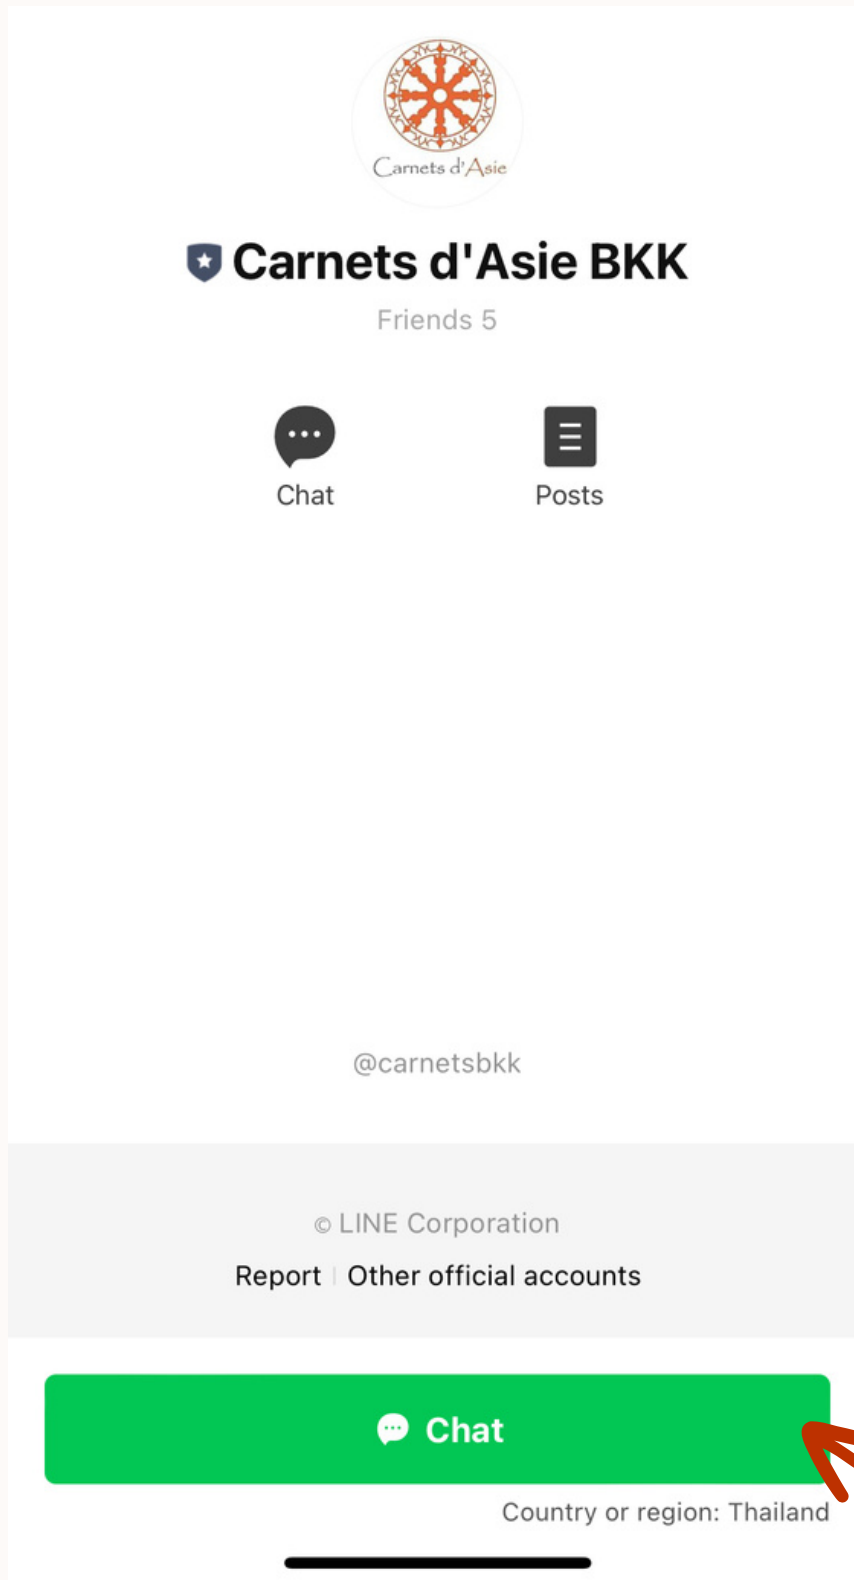 Carnets d'Asie
Carnets d'Asie BKK
Friends 5
Chat
Posts
@carnetsbkk
© LINE Corporation
Report | Other official accounts
Chat
Country or region: Thailand